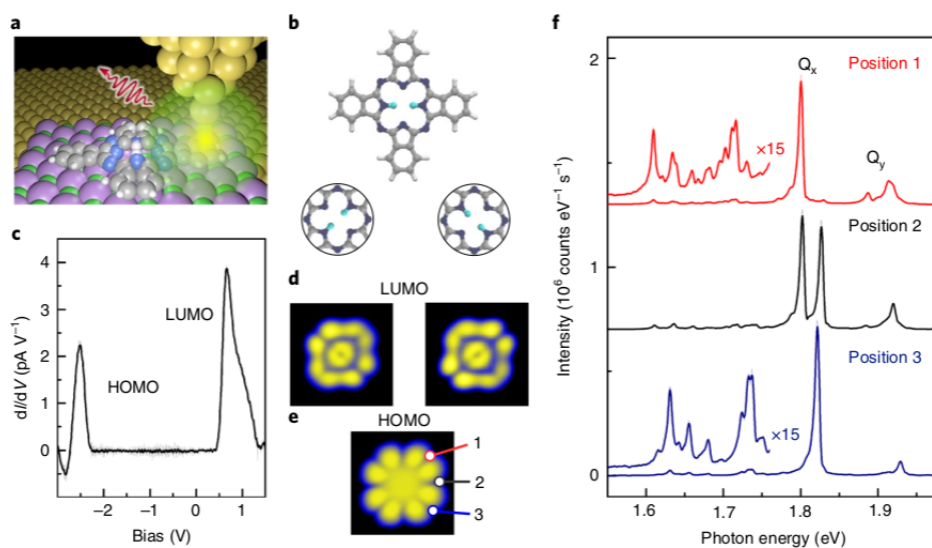 a
b
c
4
3
2
1
0
dI/dV (pA V⁻¹)
HOMO
LUMO
−2
−1
0
1
Bias (V)
d
LUMO
e
HOMO
1
2
3
f
2
1
0
Intensity (10⁶ counts eV⁻¹ s⁻¹)
Qₓ
Position 1
×15
Qᵧ
Position 2
Position 3
×15
1.6
1.7
1.8
1.9
Photon energy (eV)